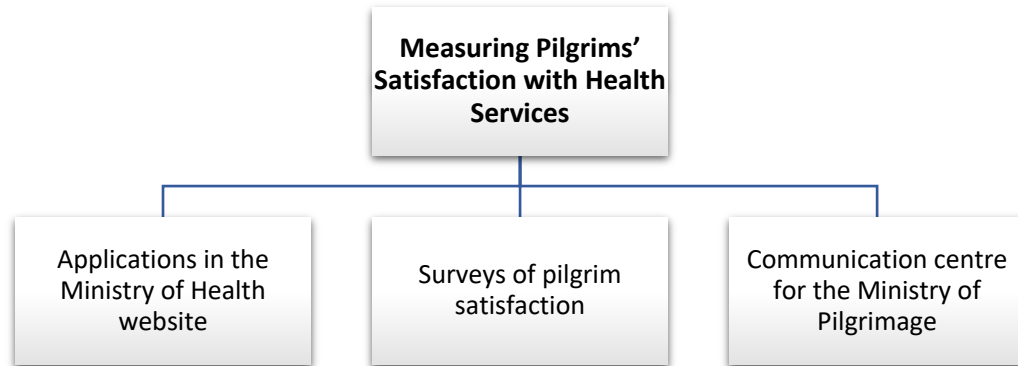 Measuring Pilgrims’
Satisfaction with Health
Services
Applications in the
Ministry of Health
website
Surveys of pilgrim
satisfaction
Communication centre
for the Ministry of
Pilgrimage